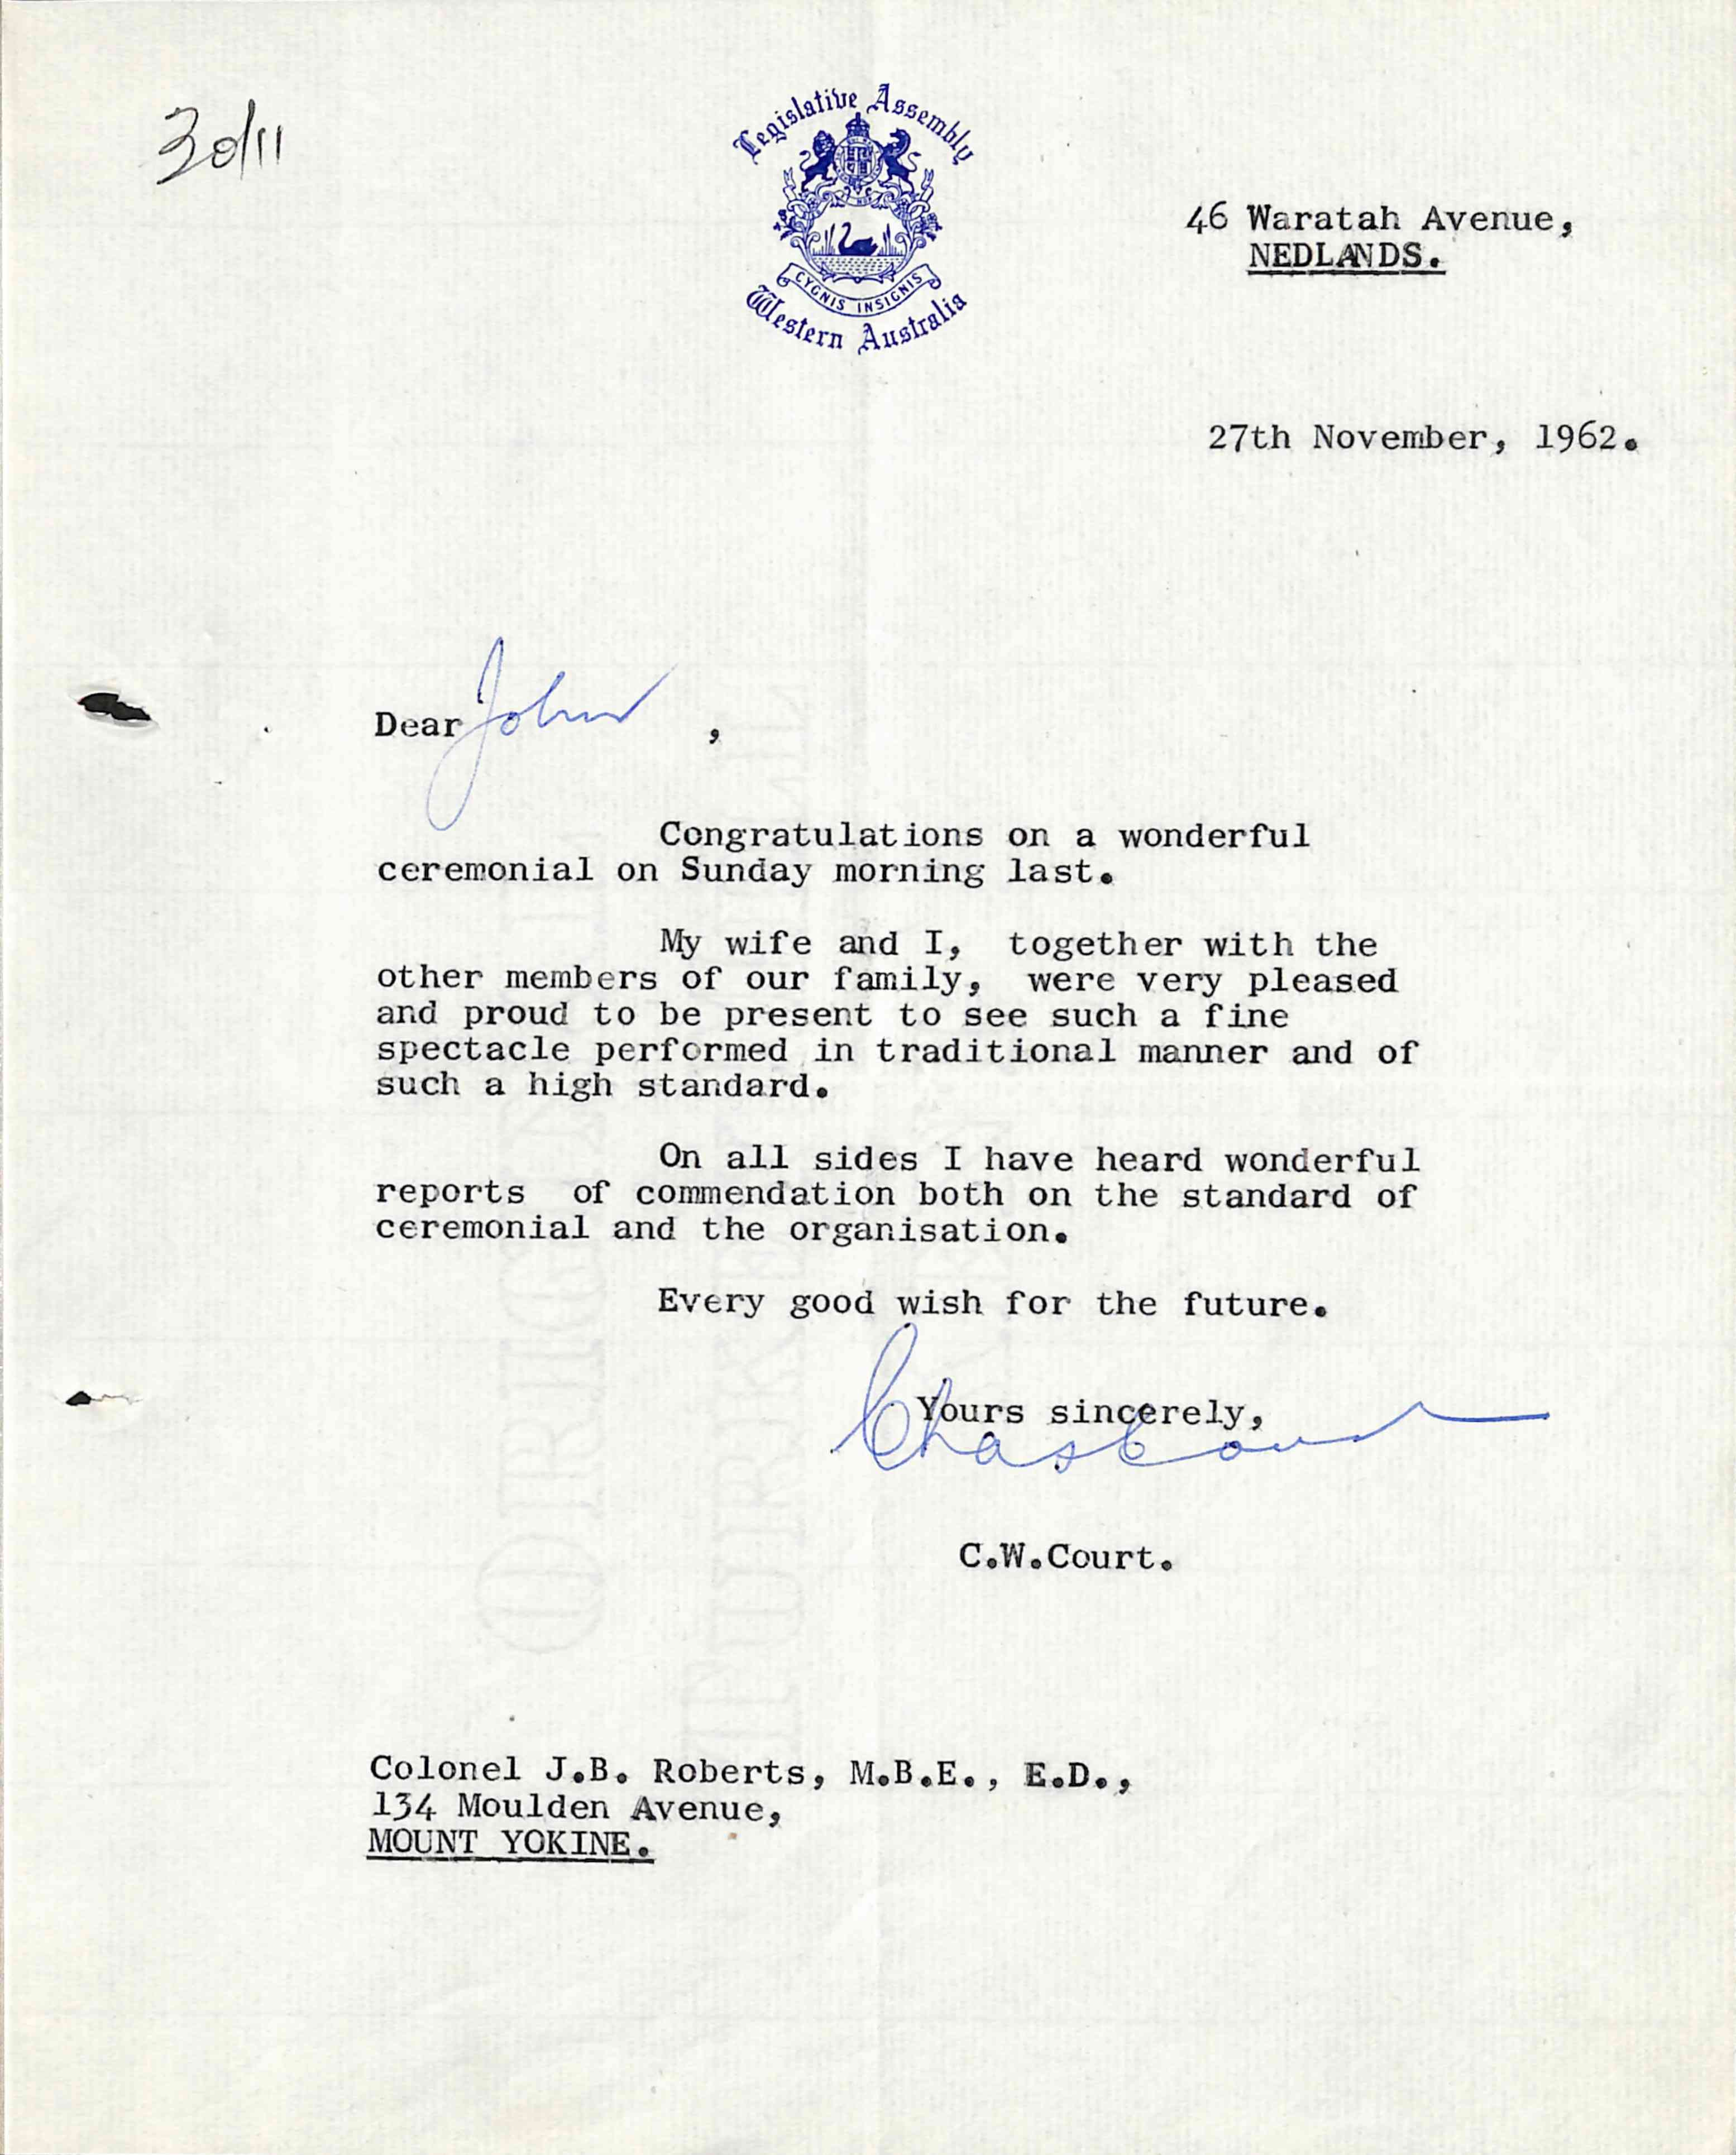 30/11
Legislative Assembly
CYGNIS INSIGNIS
Western Australia
46 Waratah Avenue,
NEDLANDS.
27th November, 1962.
Dear John ,
Congratulations on a wonderful
ceremonial on Sunday morning last.
My wife and I, together with the
other members of our family, were very pleased
and proud to be present to see such a fine
spectacle performed in traditional manner and of
such a high standard.
On all sides I have heard wonderful
reports of commendation both on the standard of
ceremonial and the organisation.
Every good wish for the future.
Yours sincerely,
Chas Court
C.W.Court.
Colonel J.B. Roberts, M.B.E., E.D.,
134 Moulden Avenue,
MOUNT YOKINE.